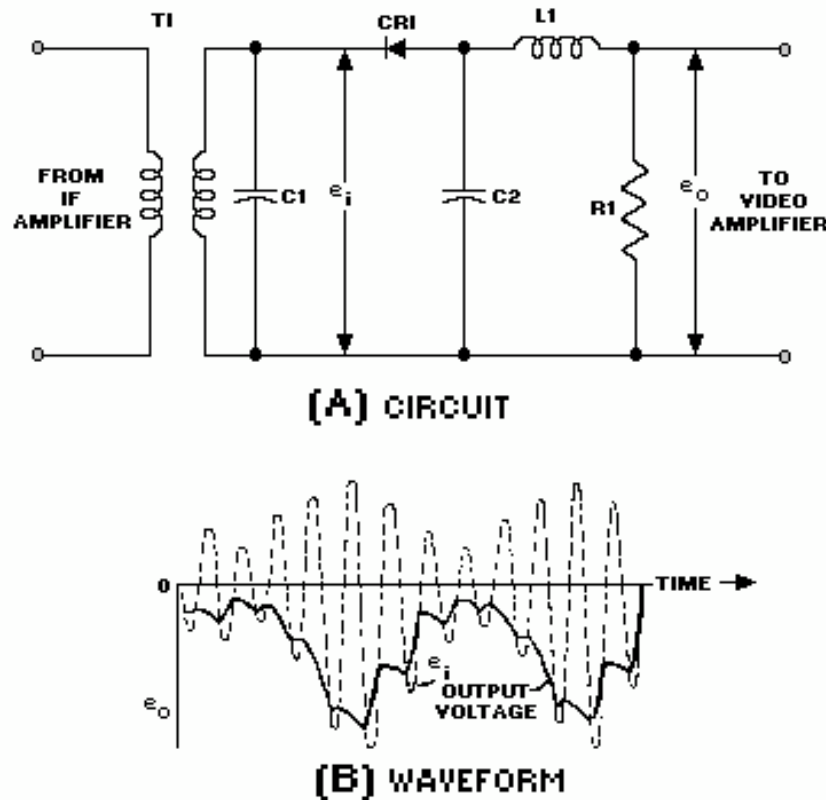 T1
CR1
L1
FROM
IF
AMPLIFIER
C1
ei
C2
R1
eo
TO
VIDEO
AMPLIFIER
(A) CIRCUIT
0
TIME
ei
OUTPUT
VOLTAGE
eo
(B) WAVEFORM